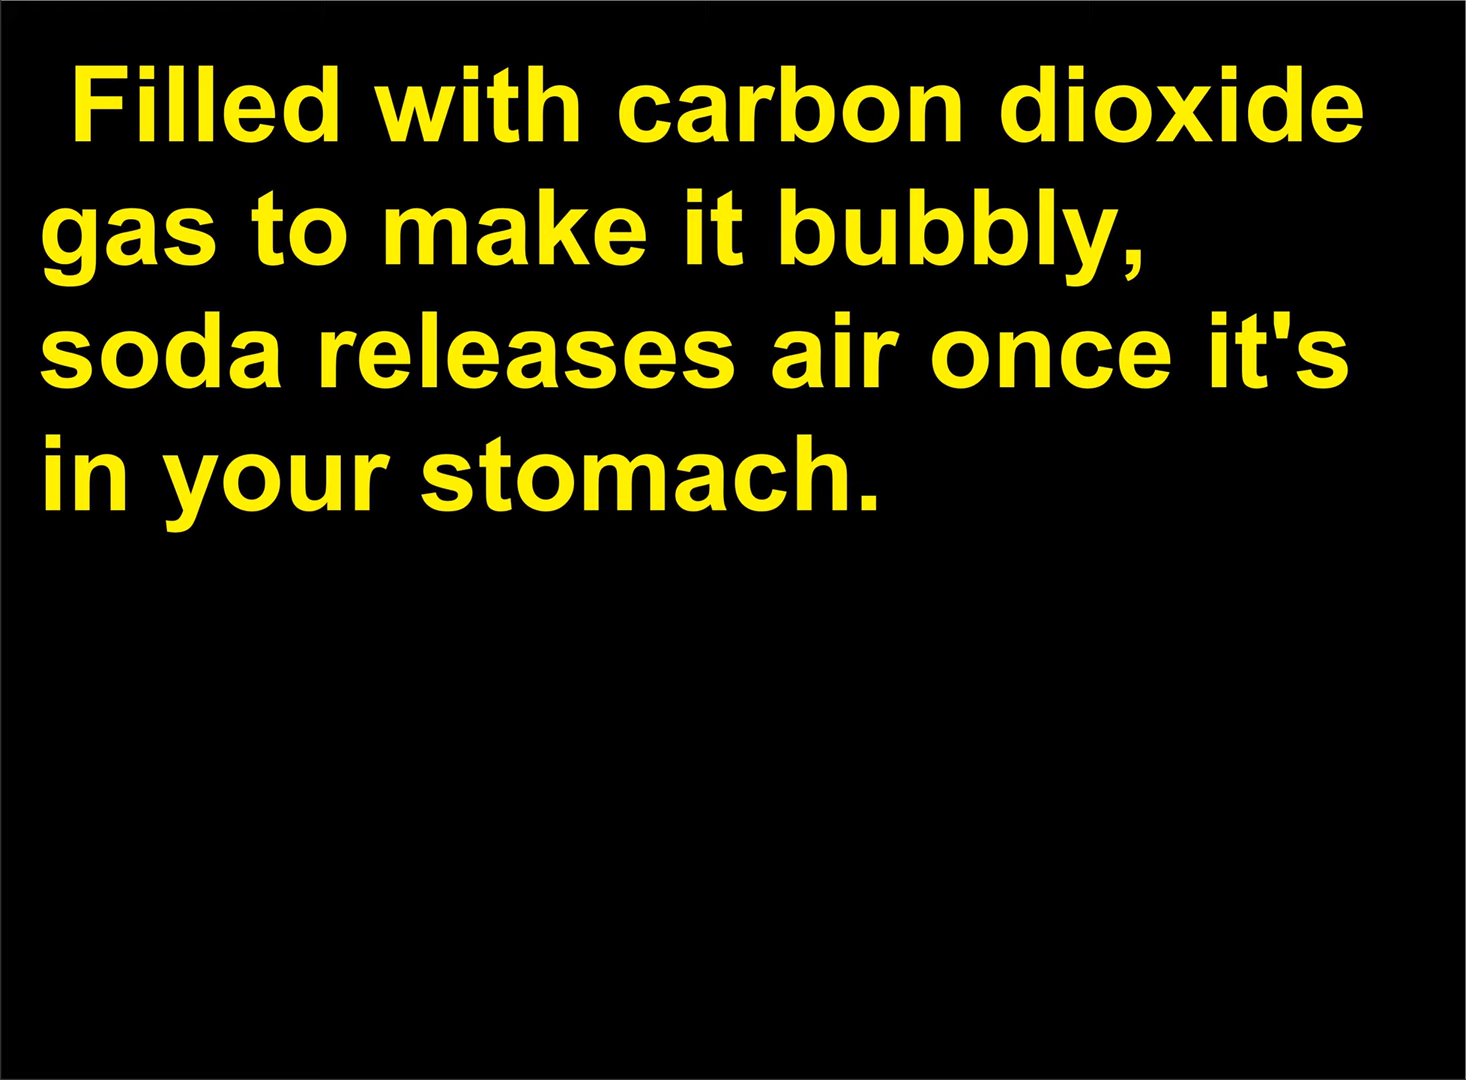 Filled with carbon dioxide
gas to make it bubbly,
soda releases air once it's
in your stomach.